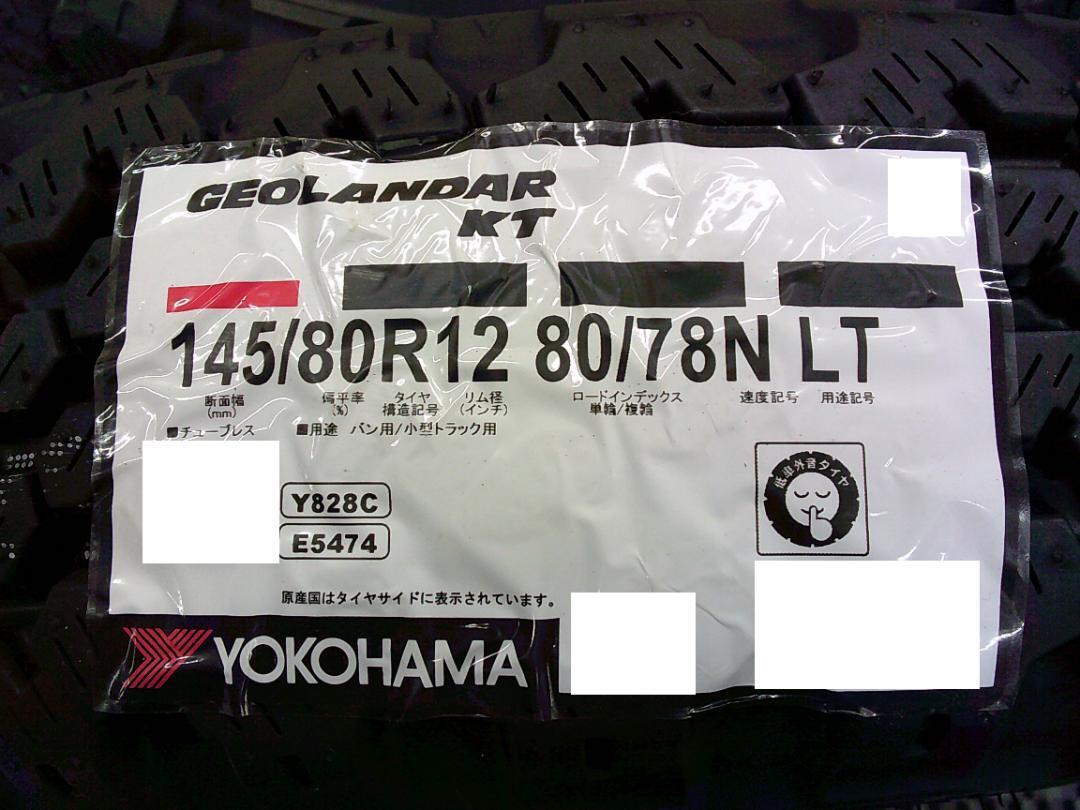 GEOLANDAR
KT
145/80R12 80/78N LT
断面幅 偏平率 タイヤ リム径 ロードインデックス 速度記号 用途記号
(mm) (%) 構造記号 (インチ) 単輪/複輪
■チューブレス ■用途 バン用/小型トラック用
低車外音タイヤ
Y828C
E5474
原産国はタイヤサイドに表示されています。
YOKOHAMA